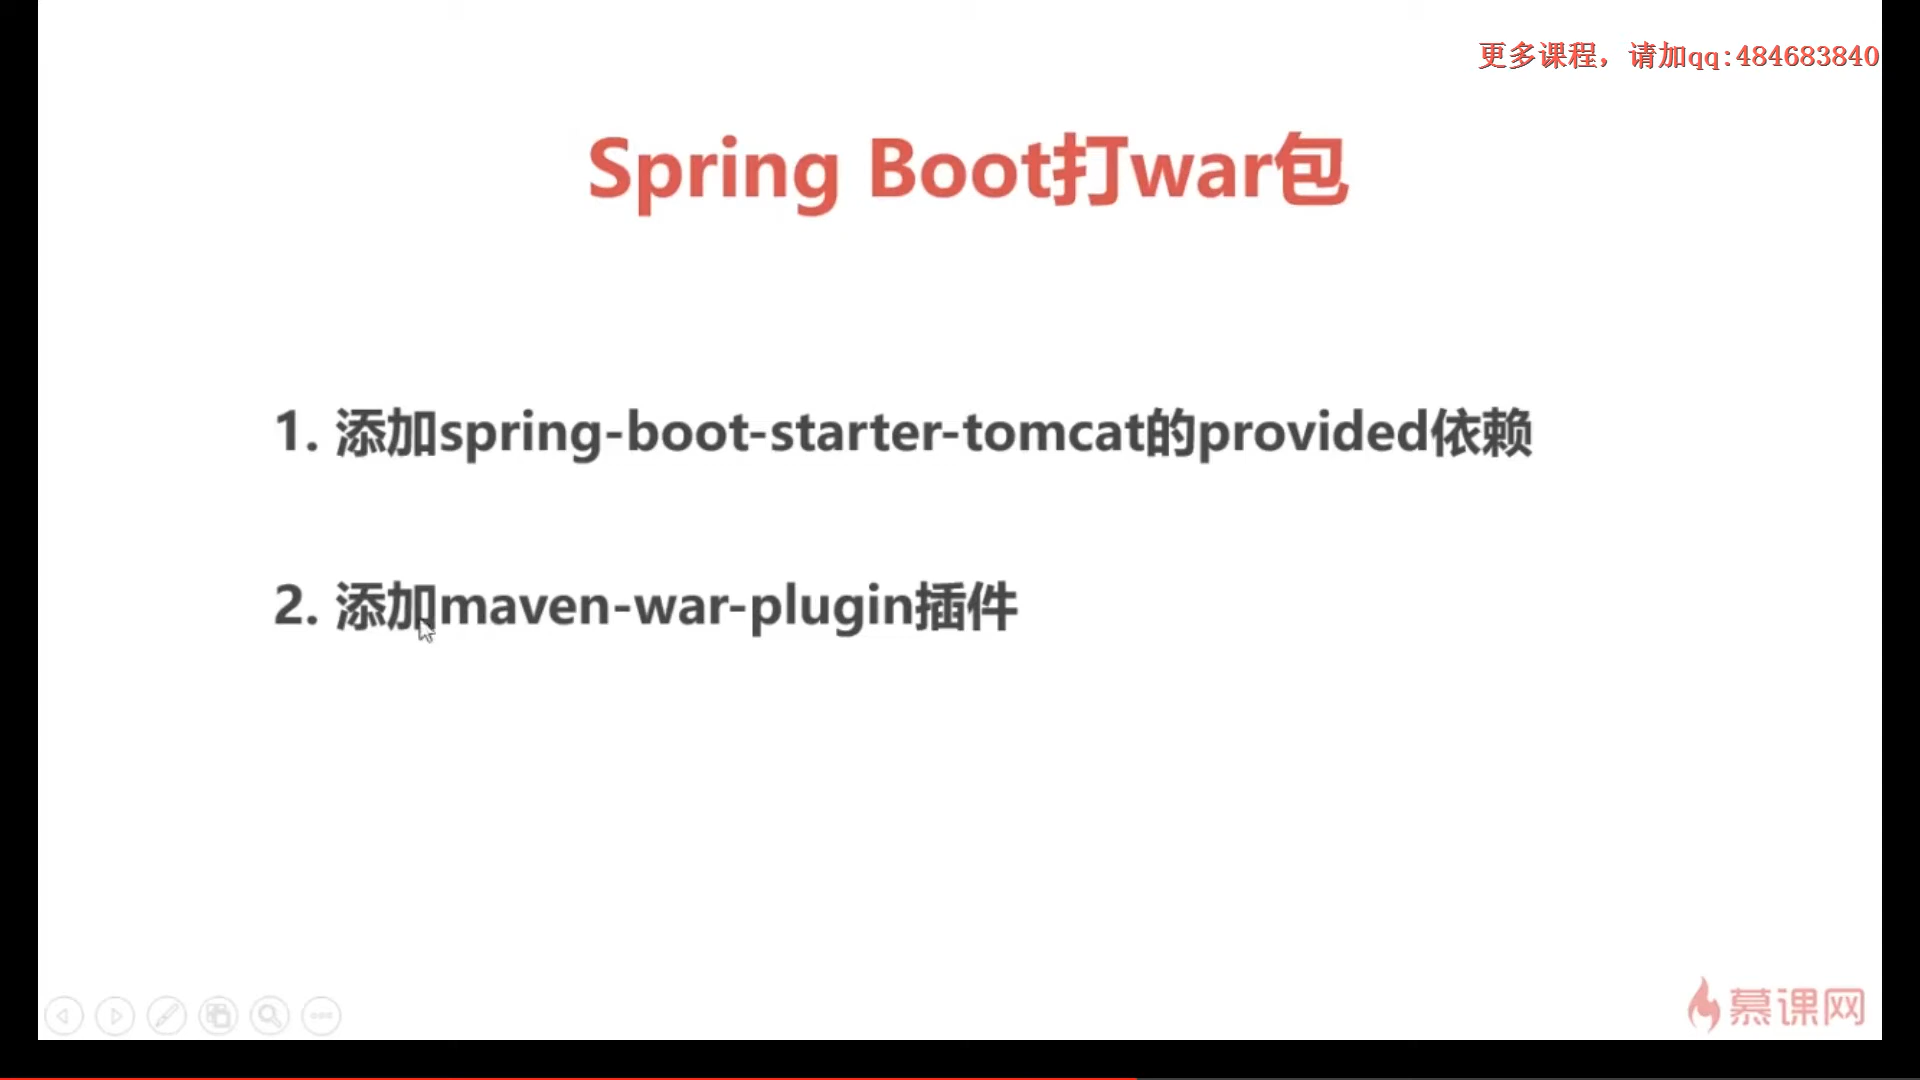 更多课程，请加qq:484683840
Spring Boot打war包
1. 添加spring-boot-starter-tomcat的provided依赖
2. 添加maven-war-plugin插件
慕课网